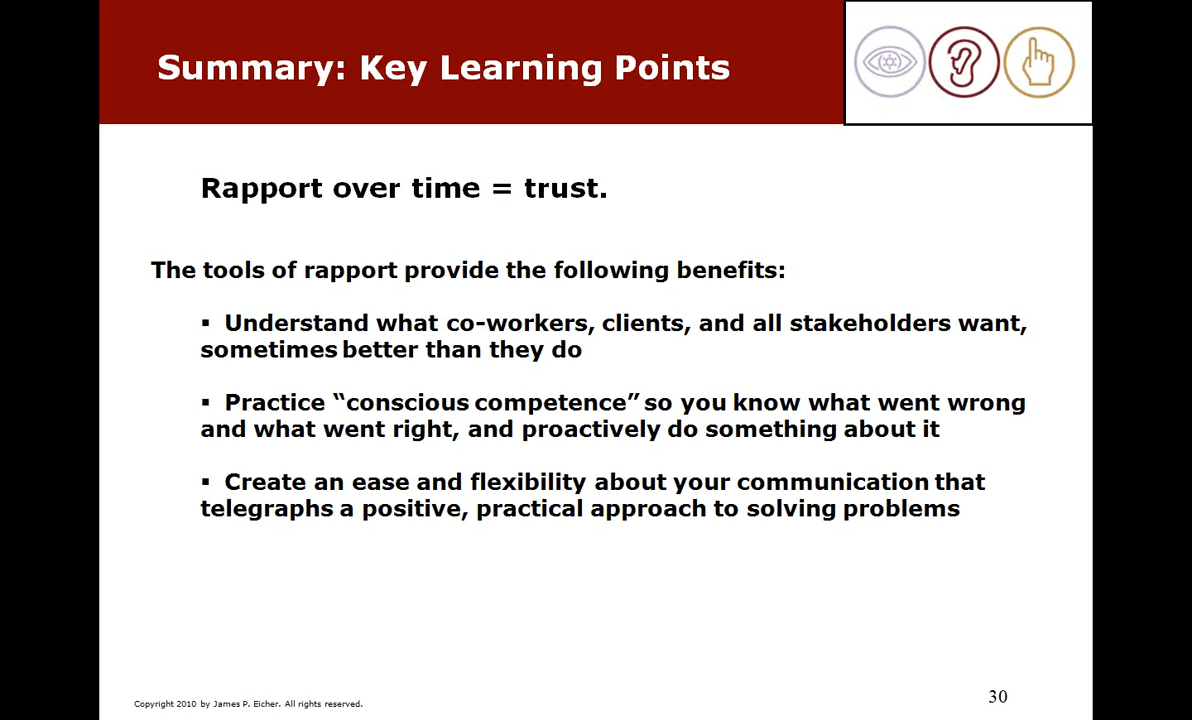 Summary: Key Learning Points
Rapport over time = trust.
The tools of rapport provide the following benefits:
▪ Understand what co-workers, clients, and all stakeholders want,
sometimes better than they do
▪ Practice “conscious competence” so you know what went wrong
and what went right, and proactively do something about it
▪ Create an ease and flexibility about your communication that
telegraphs a positive, practical approach to solving problems
Copyright 2010 by James P. Eicher. All rights reserved.
30